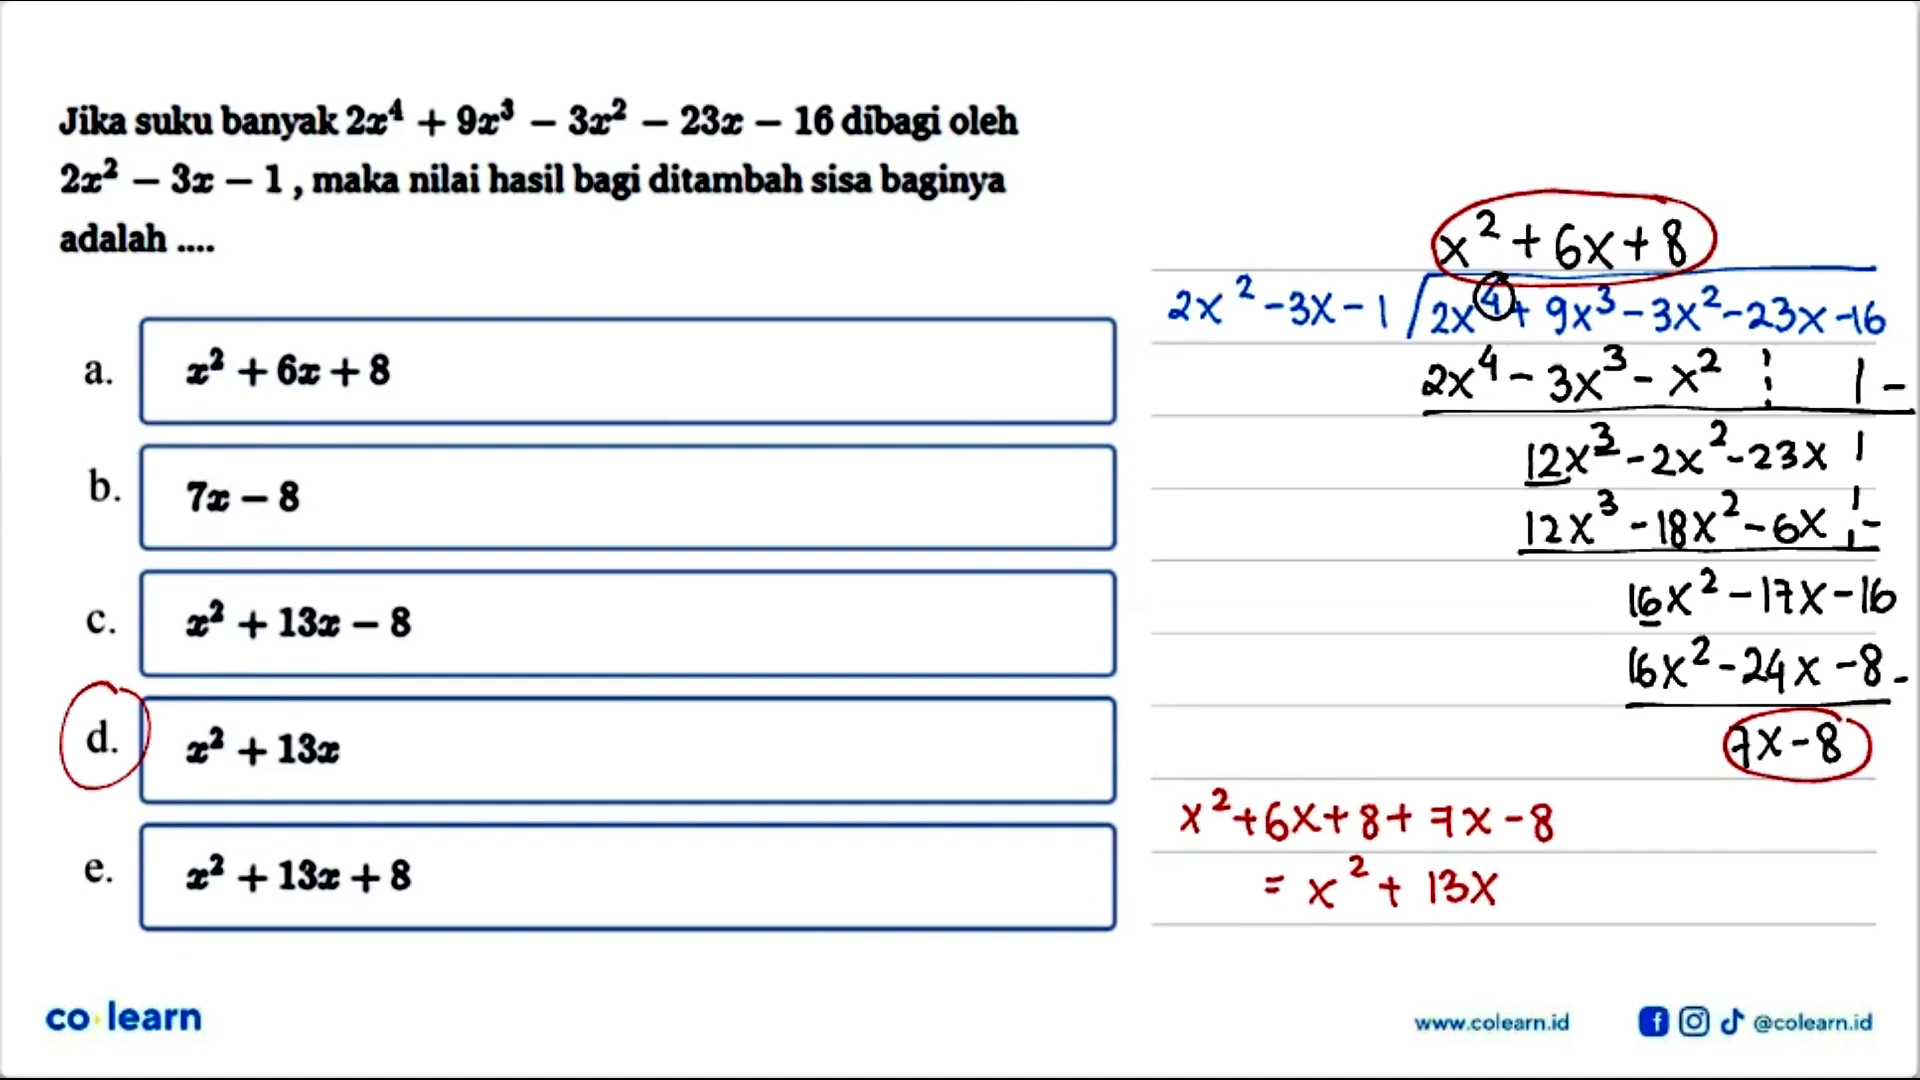 Jika suku banyak 2x⁴ + 9x³ − 3x² − 23x − 16 dibagi oleh
2x² − 3x − 1 , maka nilai hasil bagi ditambah sisa baginya
adalah ....
a. x² + 6x + 8
b. 7x − 8
c. x² + 13x − 8
d. x² + 13x
e. x² + 13x + 8
x² + 6x + 8
2x² - 3x - 1 2x⁴ + 9x³ - 3x² - 23x - 16
2x⁴ - 3x³ - x² -
12x³ - 2x² - 23x
12x³ - 18x² - 6x -
16x² - 17x - 16
16x² - 24x - 8 -
7x - 8
x² + 6x + 8 + 7x - 8
= x² + 13x
co learn
www.colearn.id
@colearn.id